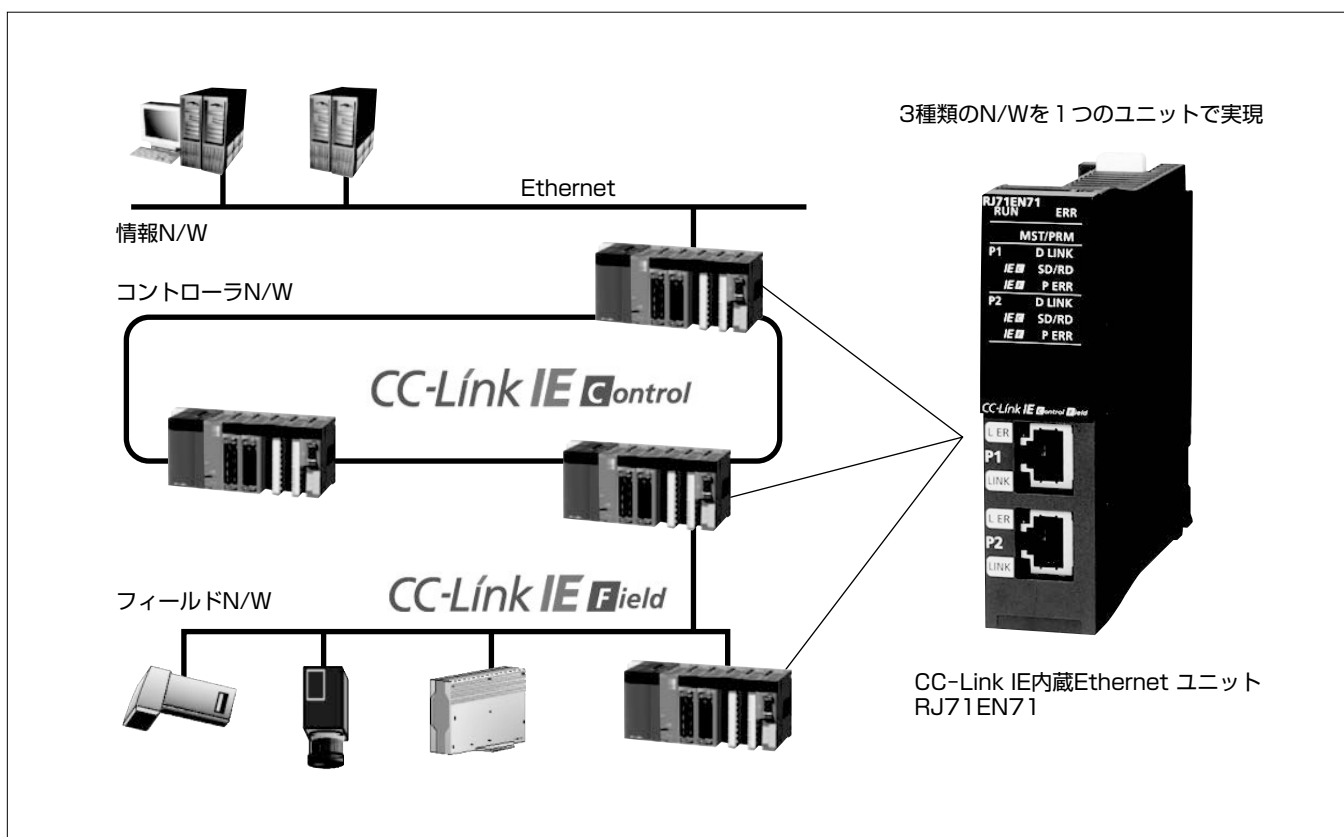 3種類のN/Wを1つのユニットで実現
Ethernet
情報N/W
コントローラN/W
CC-Link IE Control
CC-Link IE Field
フィールドN/W
RJ71EN71
RUN ERR
MST/PRM
P1 D LINK
IE C SD/RD
IE F P ERR
P2 D LINK
IE C SD/RD
IE F P ERR
CC-Link IE Control Field
L ER
P1
LINK
L ER
P2
LINK
CC-Link IE内蔵Ethernet ユニット
RJ71EN71